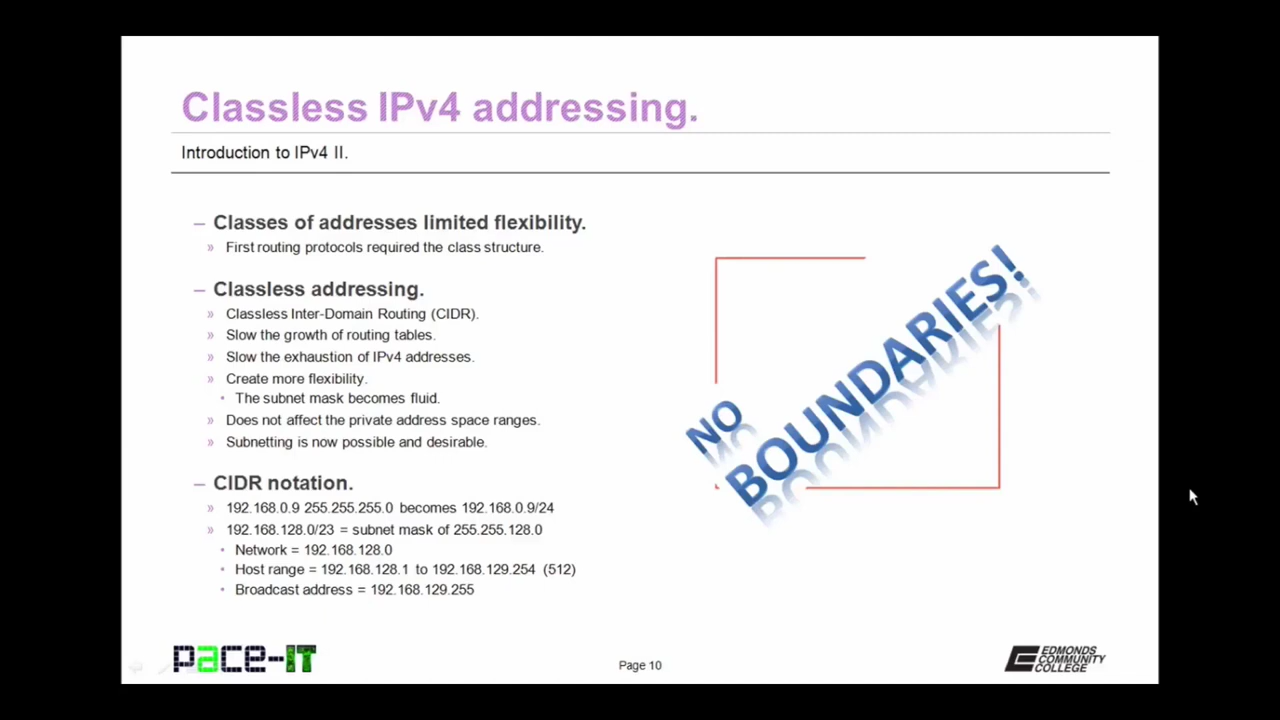 Classless IPv4 addressing.
Introduction to IPv4 II.
– Classes of addresses limited flexibility.
» First routing protocols required the class structure.
– Classless addressing.
» Classless Inter-Domain Routing (CIDR).
» Slow the growth of routing tables.
» Slow the exhaustion of IPv4 addresses.
» Create more flexibility.
• The subnet mask becomes fluid.
» Does not affect the private address space ranges.
» Subnetting is now possible and desirable.
– CIDR notation.
» 192.168.0.9 255.255.255.0 becomes 192.168.0.9/24
» 192.168.128.0/23 = subnet mask of 255.255.128.0
• Network = 192.168.128.0
• Host range = 192.168.128.1 to 192.168.129.254 (512)
• Broadcast address = 192.168.129.255
NO
BOUNDARIES!
pace-IT
Page 10
EDMONDS
COMMUNITY
COLLEGE